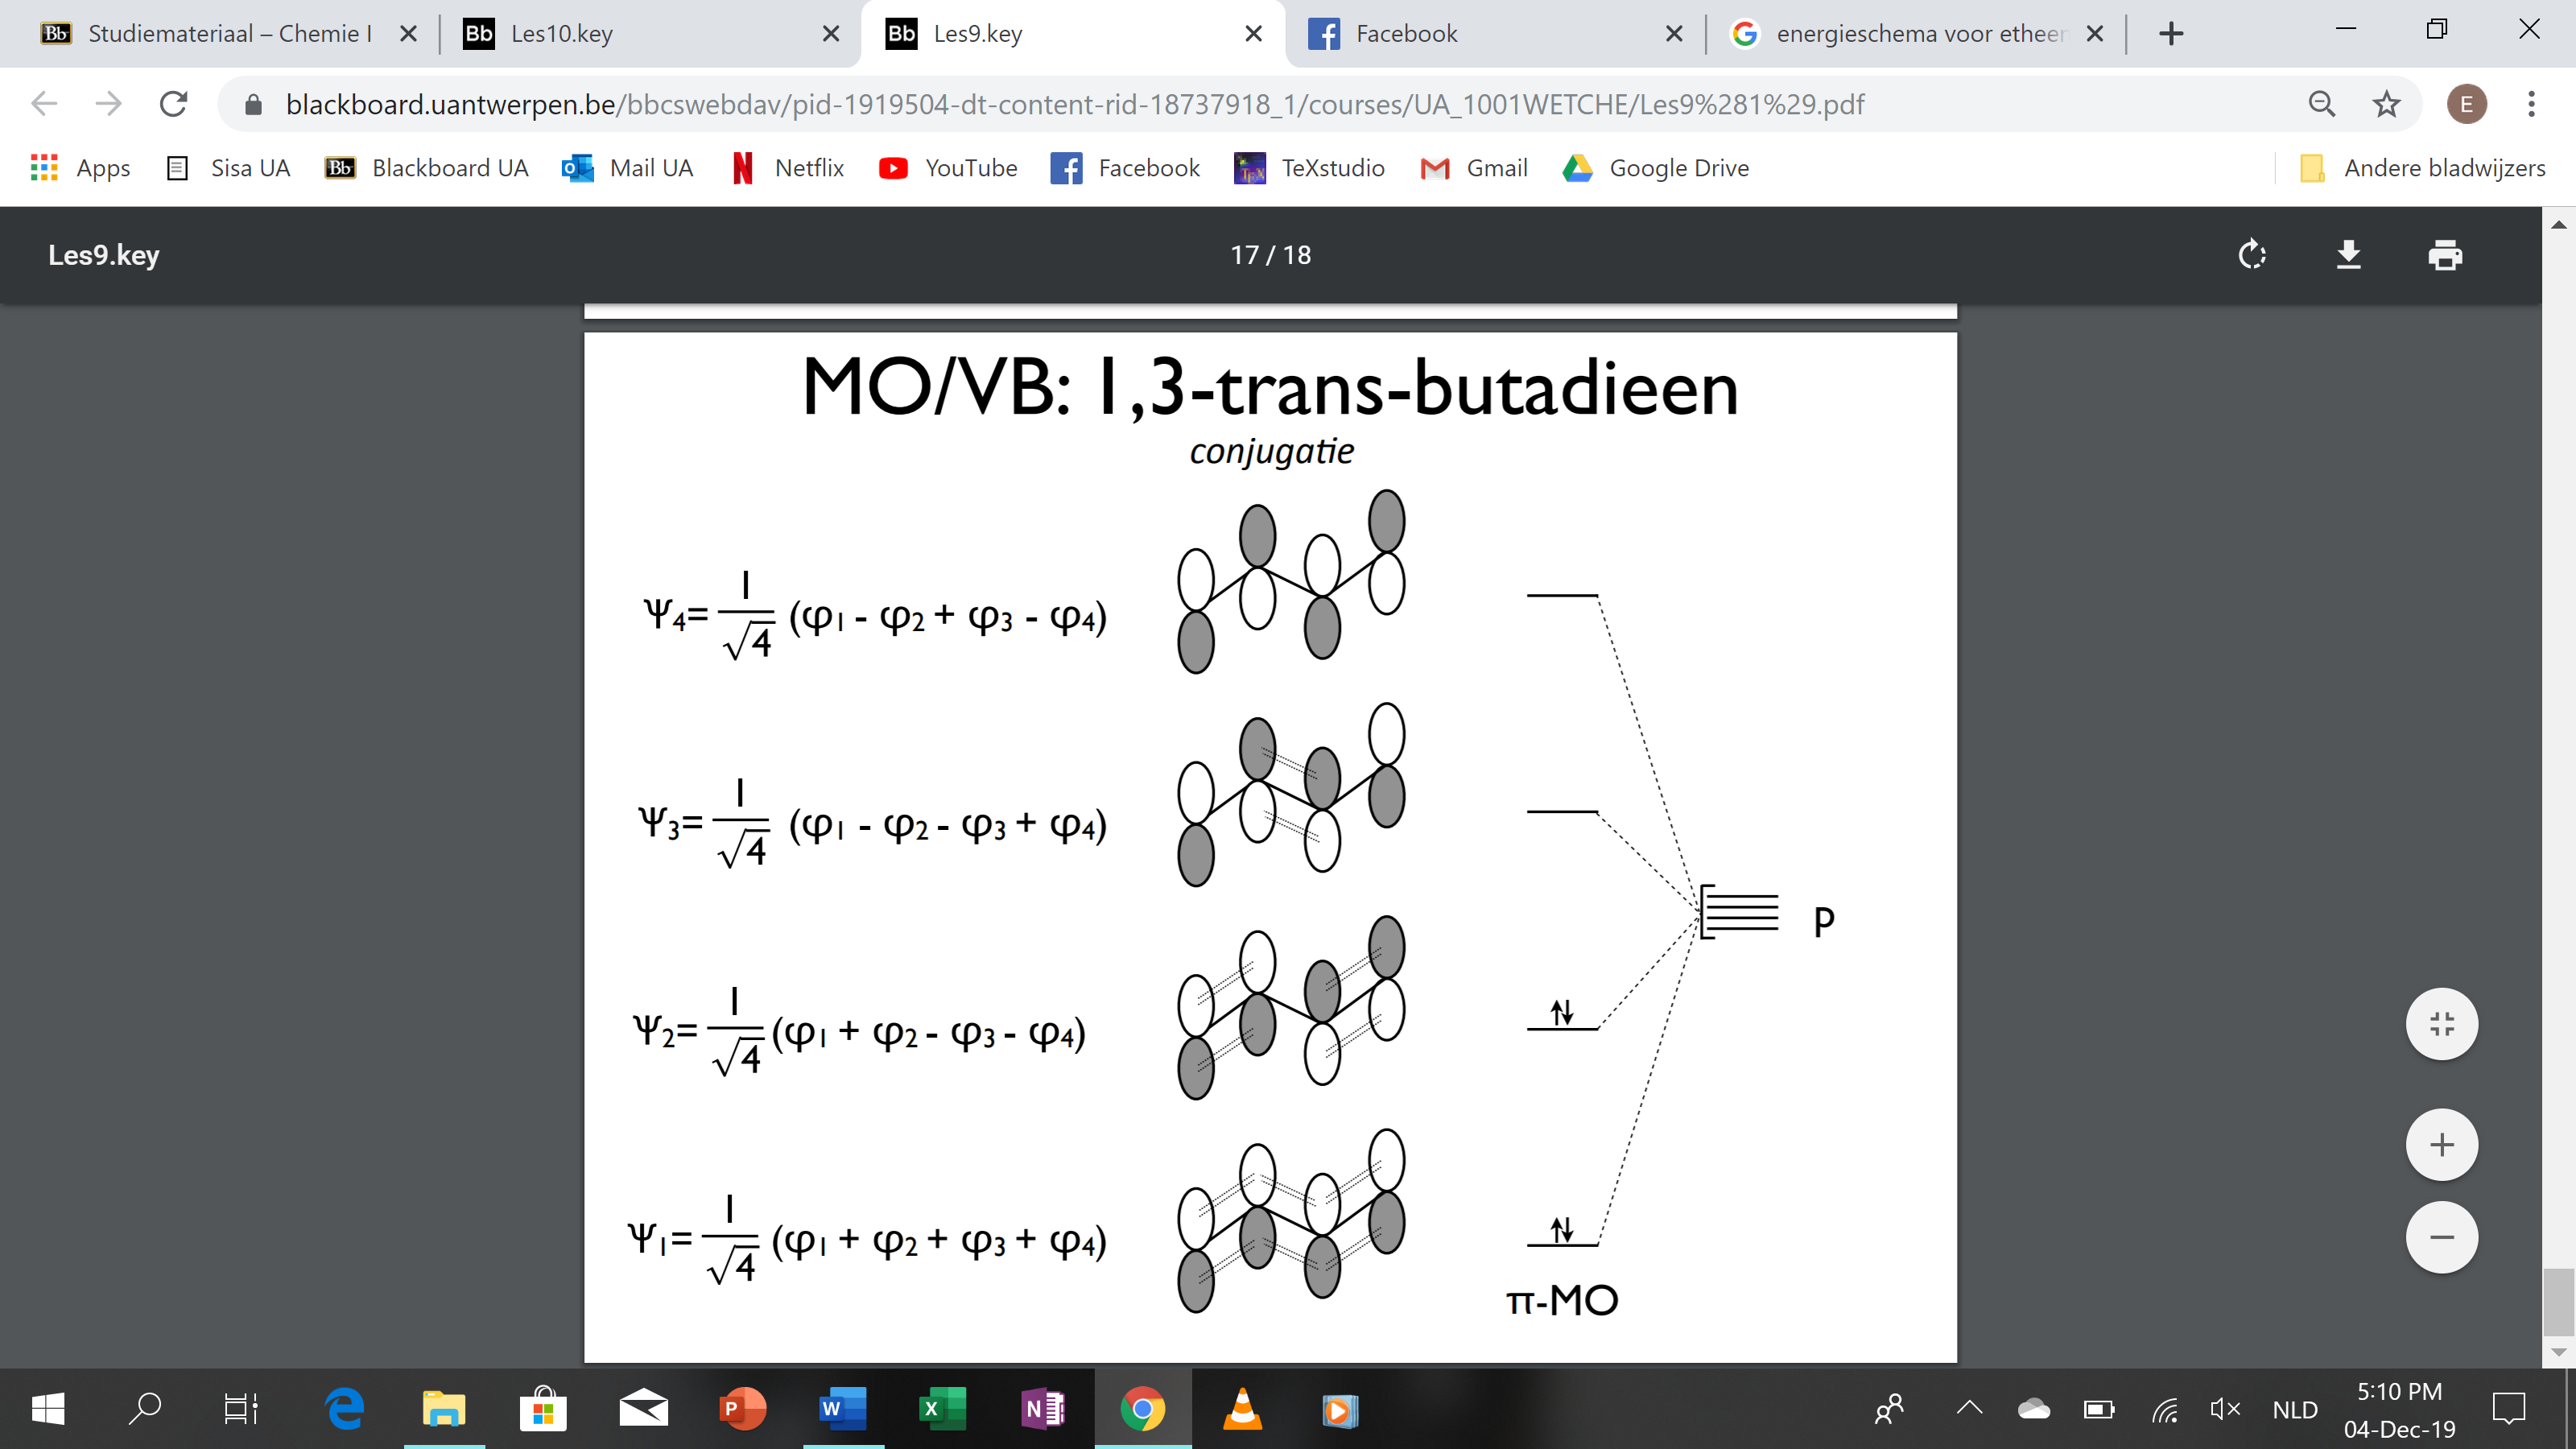 Studiemateriaal – Chemie I
Les10.key
Les9.key
Facebook
energieschema voor etheen
blackboard.uantwerpen.be/bbcswebdav/pid-1919504-dt-content-rid-18737918_1/courses/UA_1001WETCHE/Les9%281%29.pdf
E
Apps
Sisa UA
Blackboard UA
Mail UA
Netflix
YouTube
Facebook
TeXstudio
Gmail
Google Drive
Andere bladwijzers
Les9.key
17 / 18
MO/VB: 1,3-trans-butadieen
conjugatie
Ψ4= 1/√4 (φ1 - φ2 + φ3 - φ4)
Ψ3= 1/√4 (φ1 - φ2 - φ3 + φ4)
p
Ψ2= 1/√4 (φ1 + φ2 - φ3 - φ4)
Ψ1= 1/√4 (φ1 + φ2 + φ3 + φ4)
π-MO
NLD
5:10 PM
04-Dec-19